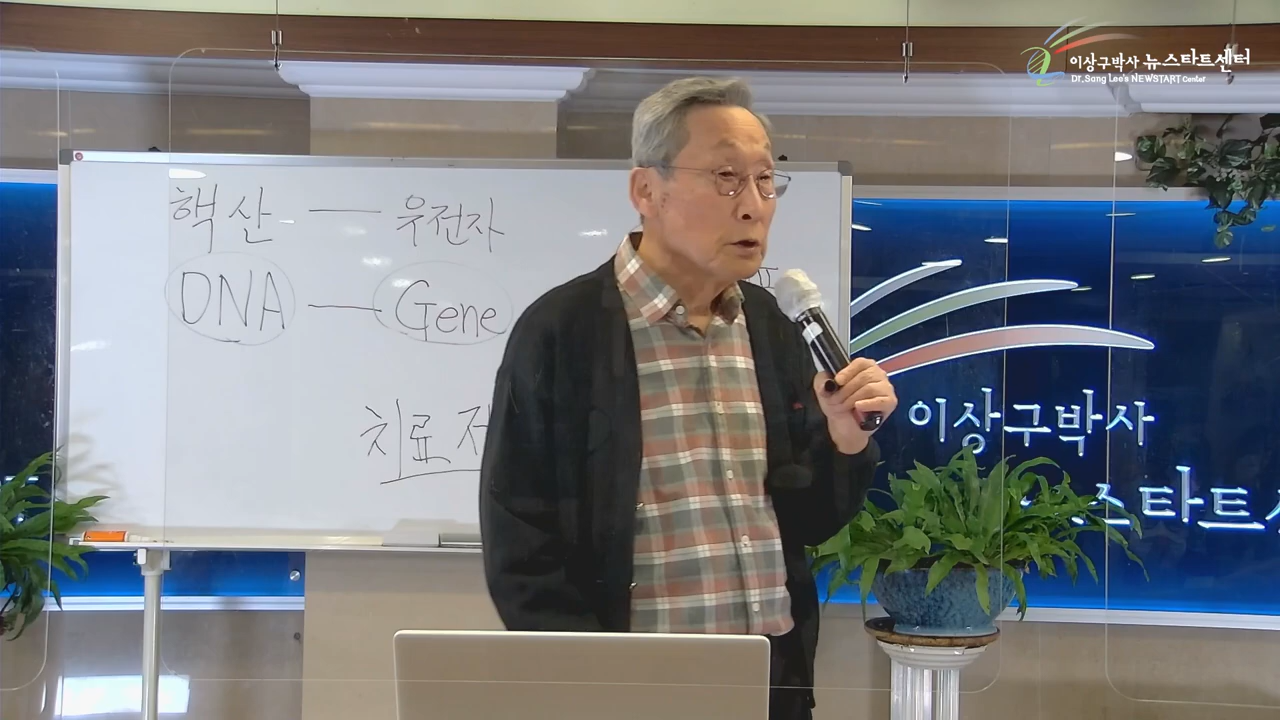 이상구박사 뉴스타트센터
Dr. Sang Lee's NEWSTART Center
핵산 — 유전자
DNA — Gene
치료
이상구박사
스타트